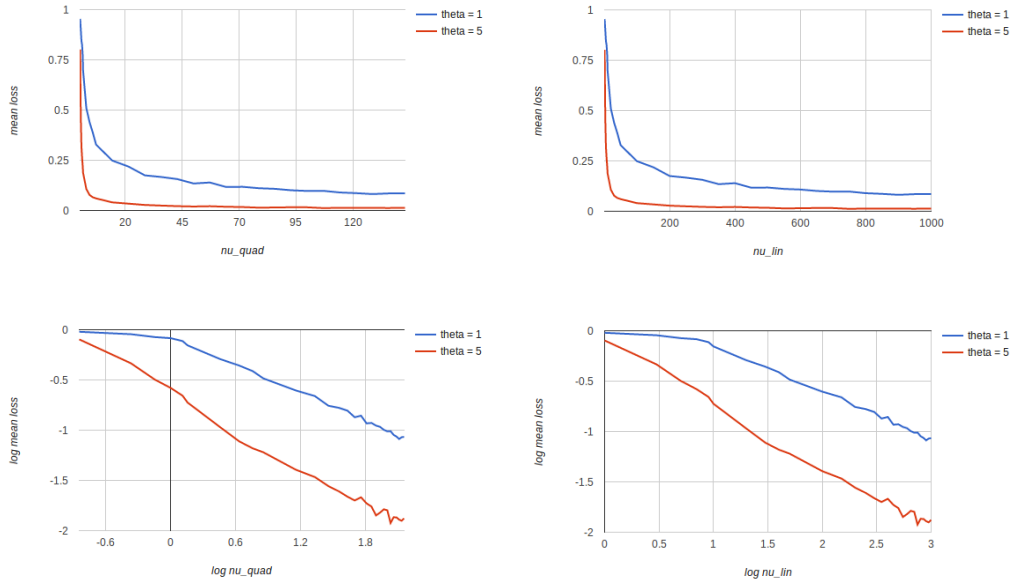 1
0.75
0.5
0.25
0
mean loss
20
45
70
95
120
nu_quad
theta = 1
theta = 5
1
0.75
0.5
0.25
0
mean loss
200
400
600
800
1000
nu_lin
theta = 1
theta = 5
0
-0.5
-1
-1.5
-2
log mean loss
-0.6
0
0.6
1.2
1.8
log nu_quad
theta = 1
theta = 5
0
-0.5
-1
-1.5
-2
log mean loss
0
0.5
1
1.5
2
2.5
3
log nu_lin
theta = 1
theta = 5